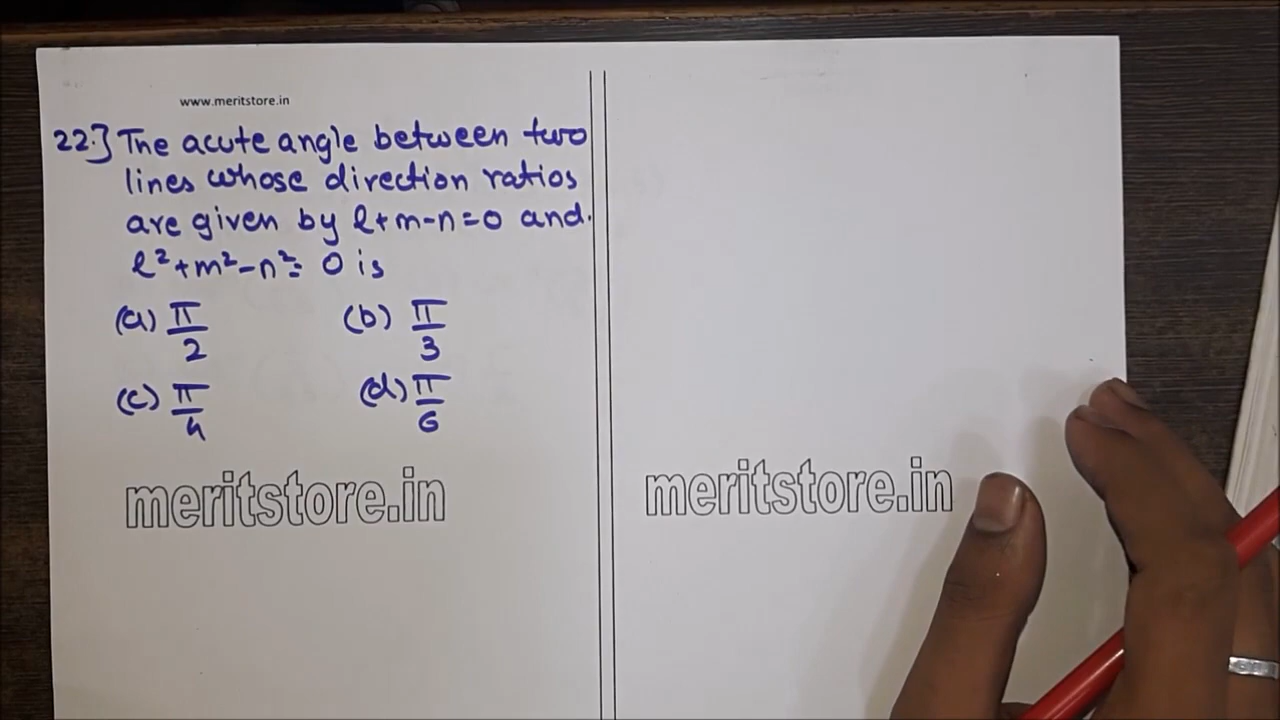 www.meritstore.in
22.] The acute angle between two
lines whose direction ratios
are given by l+m-n=0 and
l²+m²-n²= 0 is
(a) π/2 (b) π/3
(c) π/4 (d) π/6
meritstore.in meritstore.in